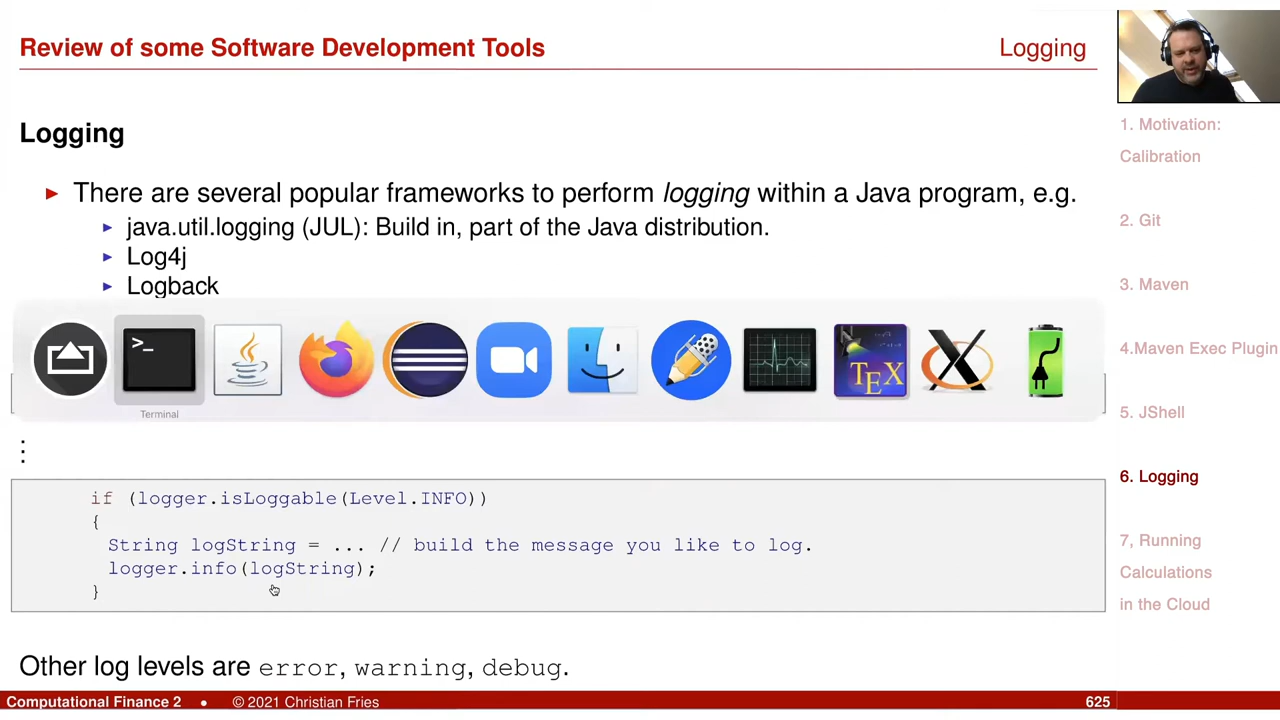 Review of some Software Development Tools
Logging
Logging
There are several popular frameworks to perform logging within a Java program, e.g.
java.util.logging (JUL): Build in, part of the Java distribution.
Log4j
Logback
>_
TEX
Terminal
⋮
if (logger.isLoggable(Level.INFO))
{
String logString = ... // build the message you like to log.
logger.info(logString);
}
Other log levels are error, warning, debug.
1. Motivation:
Calibration
2. Git
3. Maven
4.Maven Exec Plugin
5. JShell
6. Logging
7, Running
Calculations
in the Cloud
Computational Finance 2 • © 2021 Christian Fries 625